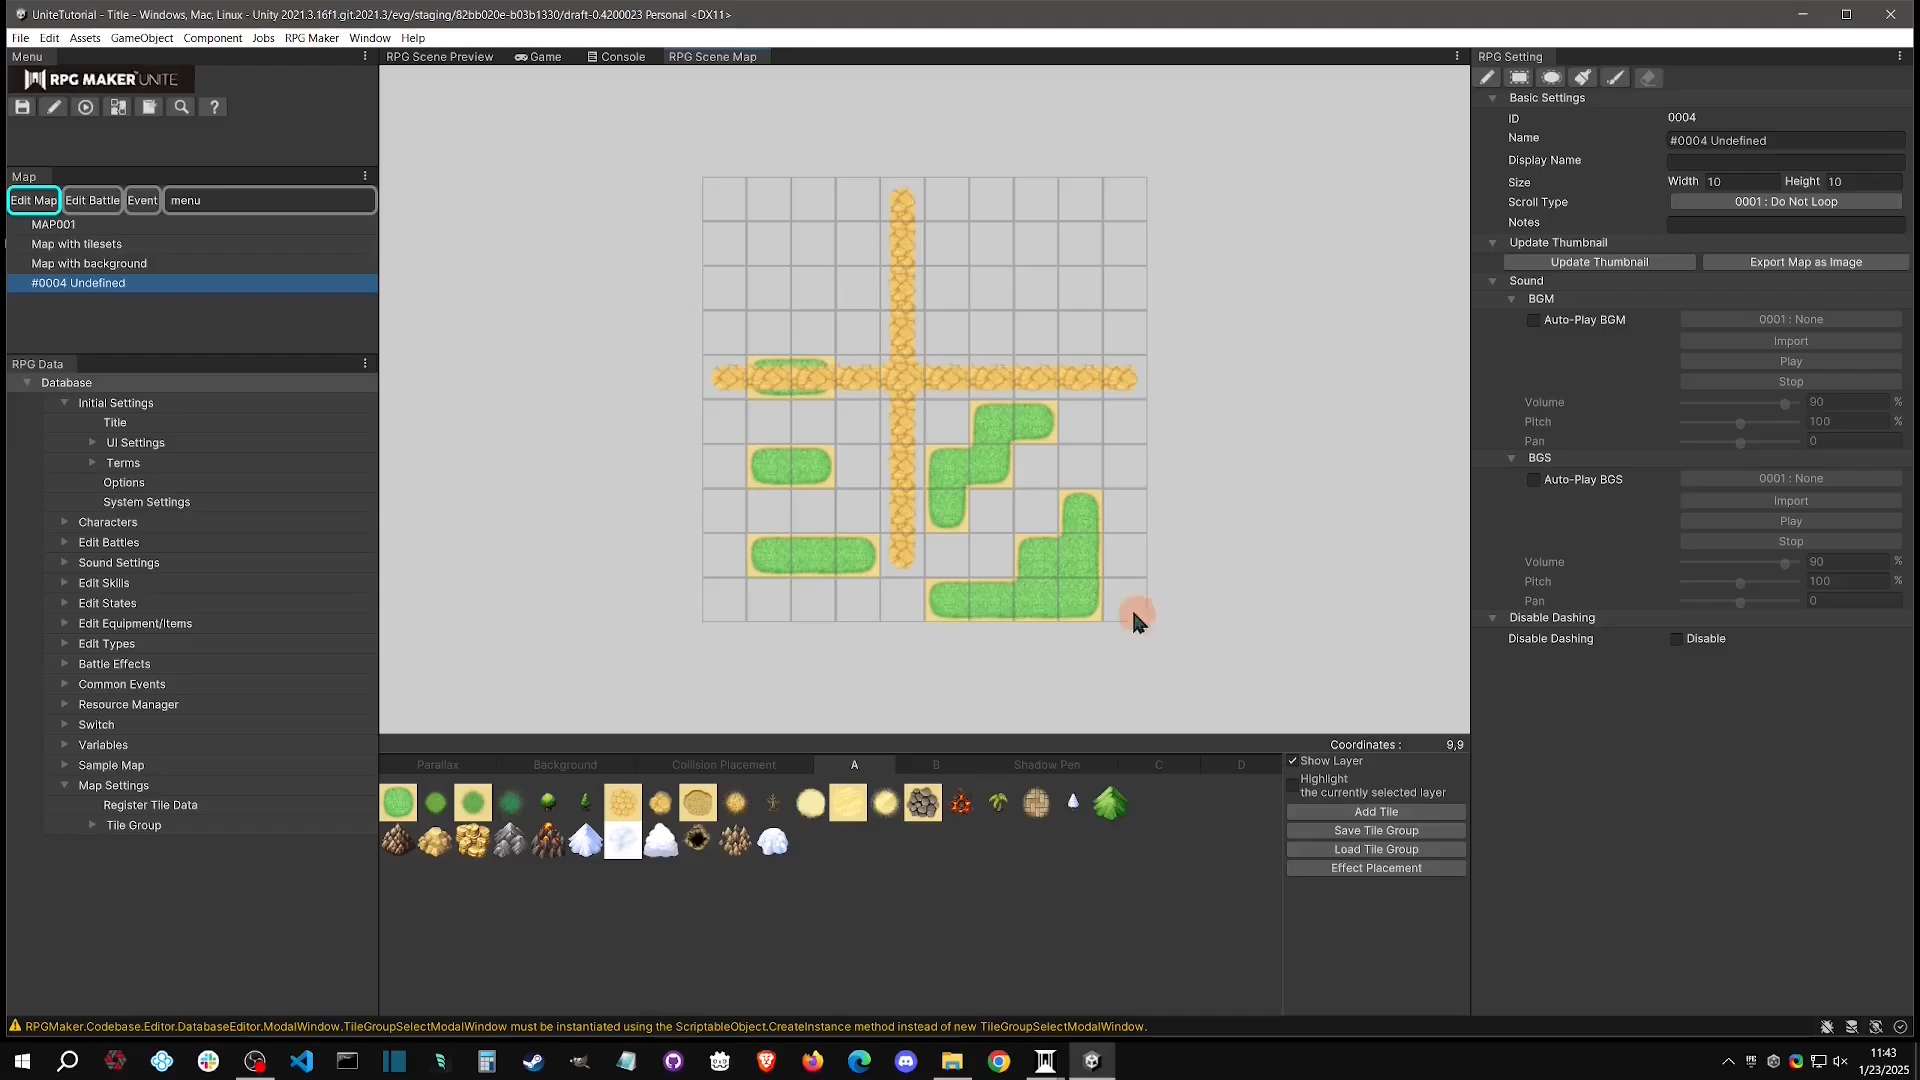 UniteTutorial - Title - Windows, Mac, Linux - Unity 2021.3.16f1.git.2021.3/evg/staging/82bb020e-b03b1330/draft-0.4200023 Personal <DX11>
File Edit Assets GameObject Component Jobs RPG Maker Window Help
Menu
RPG MAKER UNITE
Map
Edit Map Edit Battle Event menu
MAP001
Map with tilesets
Map with background
#0004 Undefined
RPG Data
Database
Initial Settings
Title
UI Settings
Terms
Options
System Settings
Characters
Edit Battles
Sound Settings
Edit Skills
Edit States
Edit Equipment/Items
Edit Types
Battle Effects
Common Events
Resource Manager
Switch
Variables
Sample Map
Map Settings
Register Tile Data
Tile Group
RPG Scene Preview Game Console RPG Scene Map
Coordinates : 9,9
Parallax Background Collision Placement A B Shadow Pen C D
Show Layer
Highlight
the currently selected layer
Add Tile
Save Tile Group
Load Tile Group
Effect Placement
RPG Setting
Basic Settings
ID 0004
Name #0004 Undefined
Display Name
Size Width 10 Height 10
Scroll Type 0001 : Do Not Loop
Notes
Update Thumbnail
Update Thumbnail Export Map as Image
Sound
BGM
Auto-Play BGM 0001 : None
Import
Play
Stop
Volume 90 %
Pitch 100 %
Pan 0
BGS
Auto-Play BGS 0001 : None
Import
Play
Stop
Volume 90 %
Pitch 100 %
Pan 0
Disable Dashing
Disable Dashing Disable
RPGMaker.Codebase.Editor.DatabaseEditor.ModalWindow.TileGroupSelectModalWindow must be instantiated using the ScriptableObject.CreateInstance method instead of new TileGroupSelectModalWindow.
11:43
1/23/2025